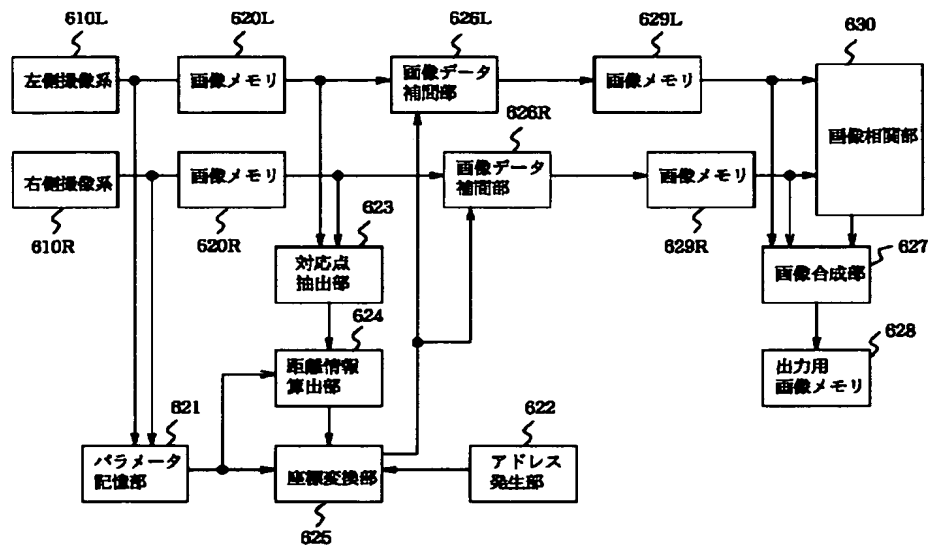 610L 620L 626L 629L 630
左側撮像系 画像メモリ 画像データ 画像メモリ
補間部
画像相関部
626R
右側撮像系 画像メモリ 画像データ 画像メモリ
補間部
610R 620R 623 629R
対応点
抽出部
画像合成部 627
624
距離情報
算出部
628
出力用
画像メモリ
621 622
パラメータ
記憶部
座標変換部
アドレス
発生部
625